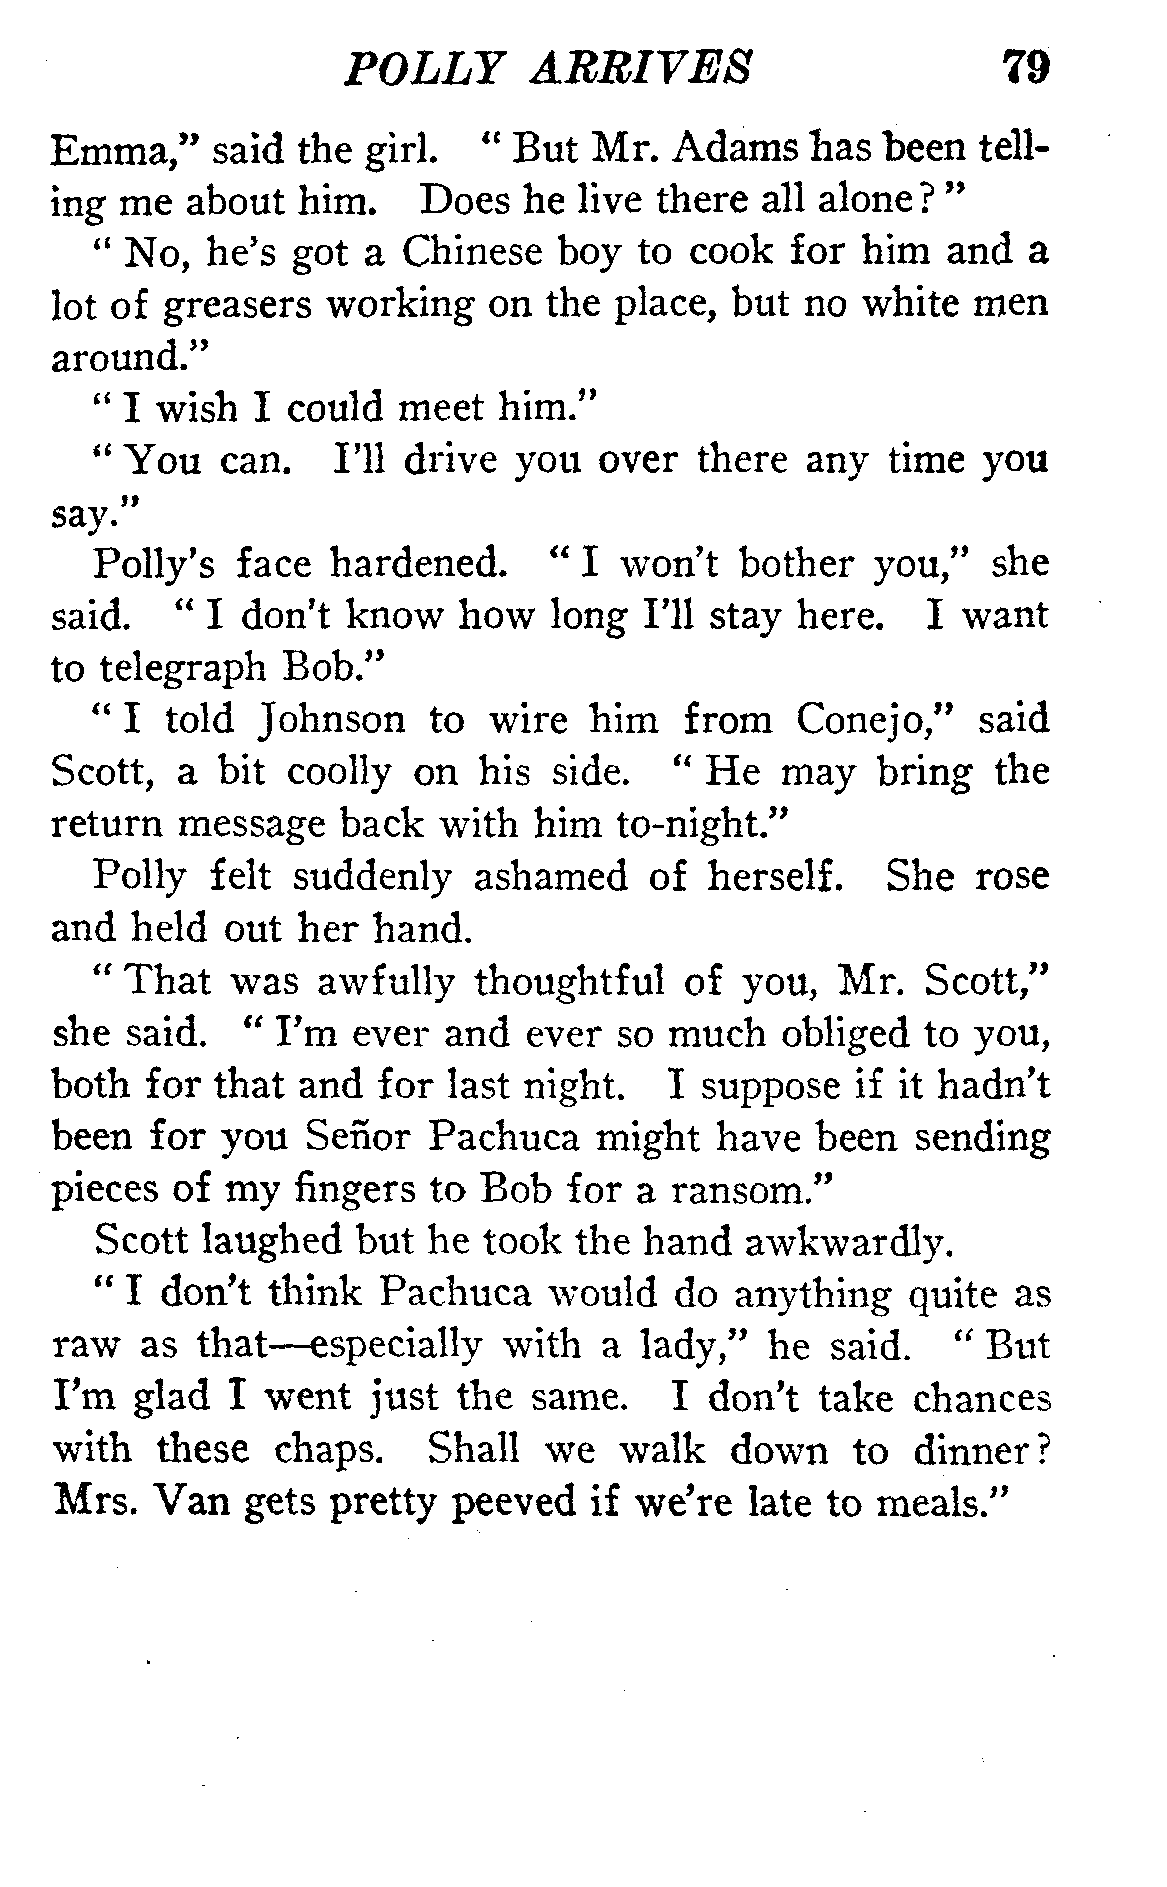 POLLY ARRIVES 79
Emma," said the girl. "But Mr. Adams has been tell-
ing me about him. Does he live there all alone?"
"No, he's got a Chinese boy to cook for him and a
lot of greasers working on the place, but no white men
around."
"I wish I could meet him."
"You can. I'll drive you over there any time you
say."
Polly's face hardened. "I won't bother you," she
said. "I don't know how long I'll stay here. I want
to telegraph Bob."
"I told Johnson to wire him from Conejo," said
Scott, a bit coolly on his side. "He may bring the
return message back with him to-night."
Polly felt suddenly ashamed of herself. She rose
and held out her hand.
"That was awfully thoughtful of you, Mr. Scott,"
she said. "I'm ever and ever so much obliged to you,
both for that and for last night. I suppose if it hadn't
been for you Señor Pachuca might have been sending
pieces of my fingers to Bob for a ransom."
Scott laughed but he took the hand awkwardly.
"I don't think Pachuca would do anything quite as
raw as that—especially with a lady," he said. "But
I'm glad I went just the same. I don't take chances
with these chaps. Shall we walk down to dinner?
Mrs. Van gets pretty peeved if we're late to meals."